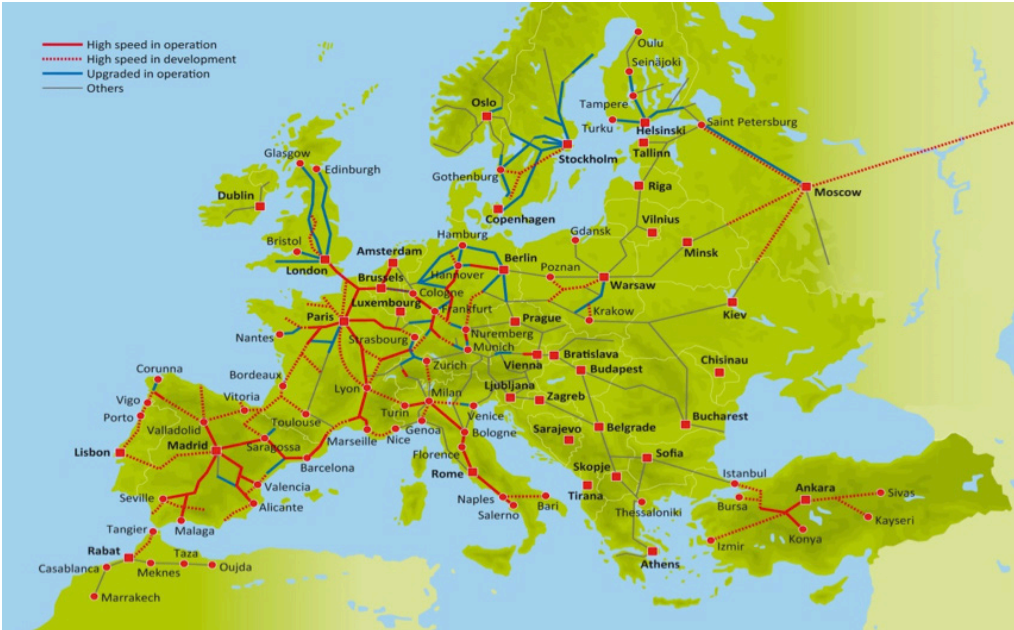 High speed in operation
High speed in development
Upgraded in operation
Others
Oulu
Seinäjoki
Oslo
Tampere
Turku
Helsinki
Saint Petersburg
Tallinn
Stockholm
Glasgow
Edinburgh
Gothenburg
Dublin
Riga
Moscow
Copenhagen
Vilnius
Bristol
Hamburg
Gdansk
Minsk
London
Amsterdam
Berlin
Brussels
Hannover
Poznan
Warsaw
Cologne
Luxembourg
Frankfurt
Krakow
Kiev
Paris
Prague
Nantes
Strasbourg
Nuremberg
Munich
Vienna
Bratislava
Chisinau
Corunna
Bordeaux
Zürich
Budapest
Lyon
Ljubljana
Vigo
Vitoria
Milan
Zagreb
Porto
Turin
Venice
Bucharest
Valladolid
Toulouse
Genoa
Sarajevo
Belgrade
Madrid
Saragossa
Marseille
Nice
Bologne
Lisbon
Florence
Sofia
Barcelona
Rome
Skopje
Istanbul
Valencia
Tirana
Ankara
Sivas
Seville
Alicante
Naples
Bari
Bursa
Salerno
Thessaloniki
Kayseri
Tangier
Malaga
Konya
Izmir
Rabat
Taza
Athens
Casablanca
Meknes
Oujda
Marrakech